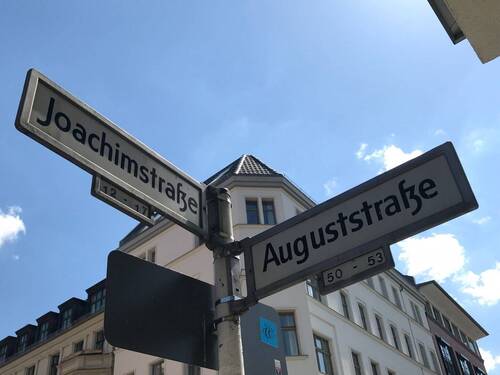 Joachimstraße
12 - 17
Auguststraße
50 - 53